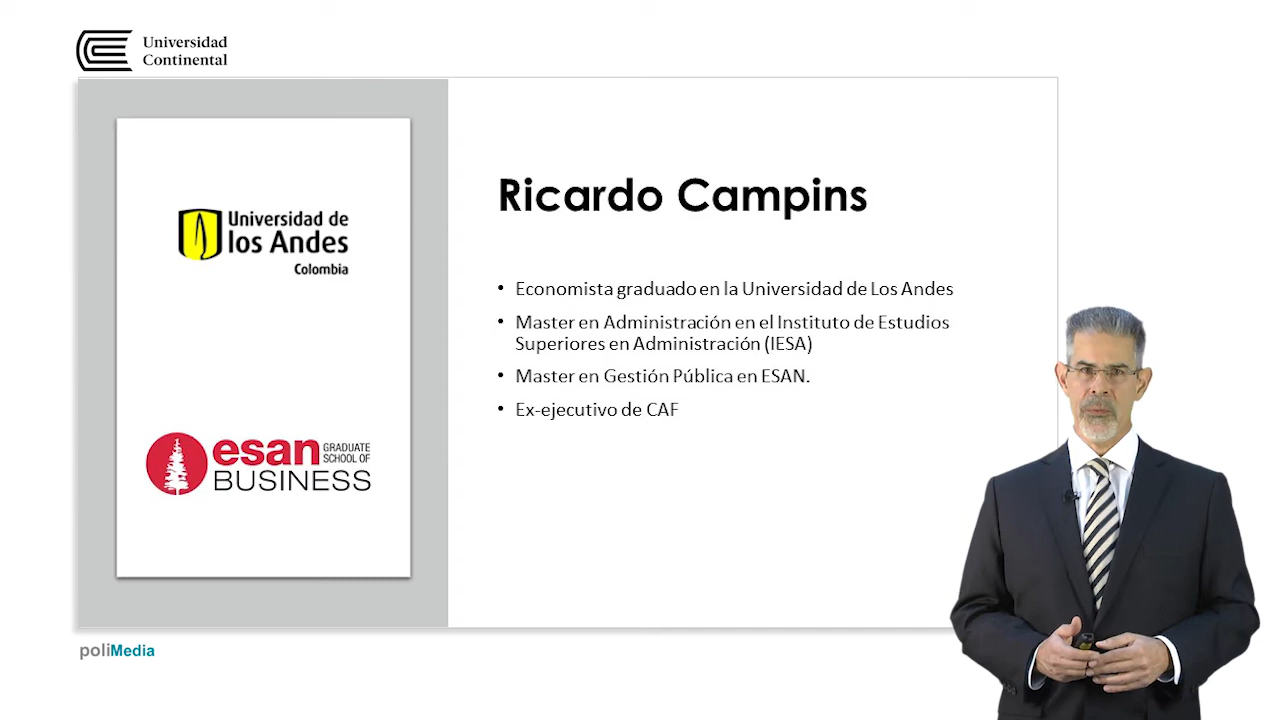 Universidad
Continental
Universidad de
los Andes
Colombia
esan GRADUATE
SCHOOL OF
BUSINESS
Ricardo Campins
• Economista graduado en la Universidad de Los Andes
• Master en Administración en el Instituto de Estudios
Superiores en Administración (IESA)
• Master en Gestión Pública en ESAN.
• Ex-ejecutivo de CAF
poliMedia